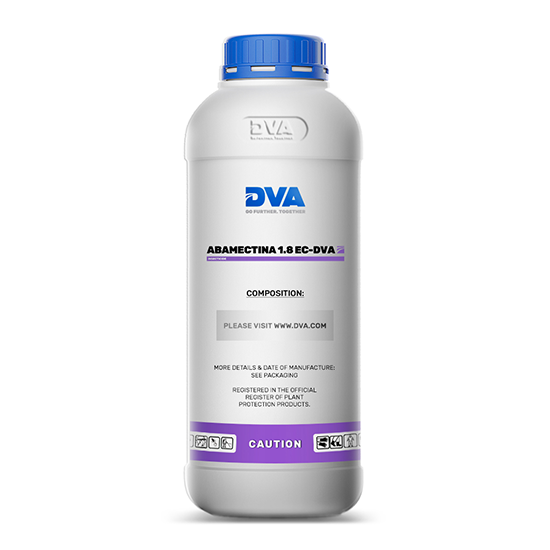 DVA
DVA
GO FURTHER. TOGETHER
ABAMECTINA 1.8 EC-DVA
COMPOSITION:
PLEASE VISIT WWW.DVA.COM
MORE DETAILS & DATE OF MANUFACTURE:
SEE PACKAGING
REGISTERED IN THE OFFICIAL
REGISTER OF PLANT
PROTECTION PRODUCTS.
CAUTION